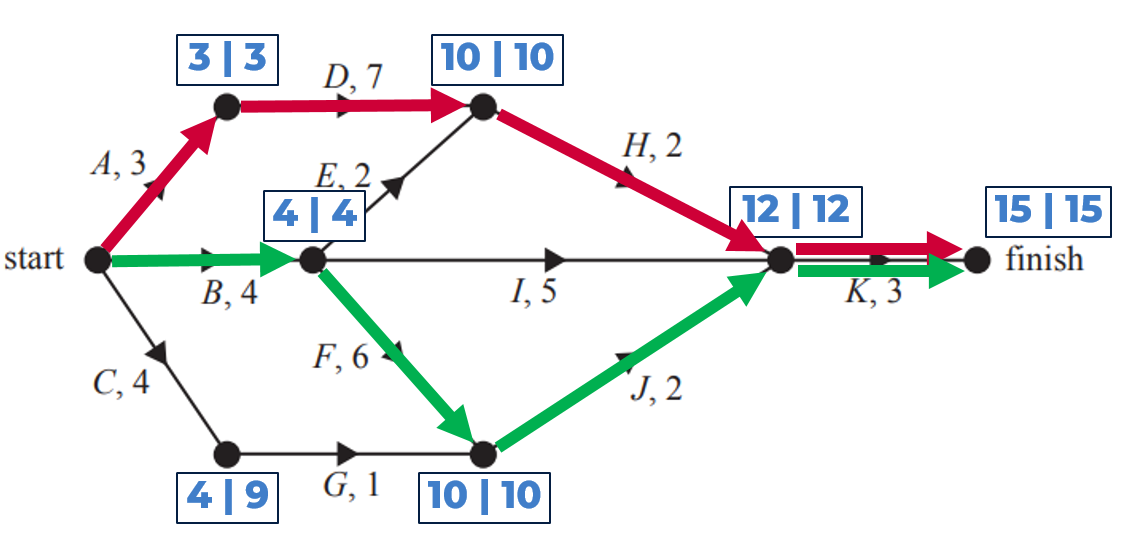 3 | 3
10 | 10
D, 7
H, 2
A, 3
E, 2
4 | 4
12 | 12
15 | 15
start
finish
B, 4
I, 5
K, 3
F, 6
C, 4
J, 2
4 | 9
G, 1
10 | 10